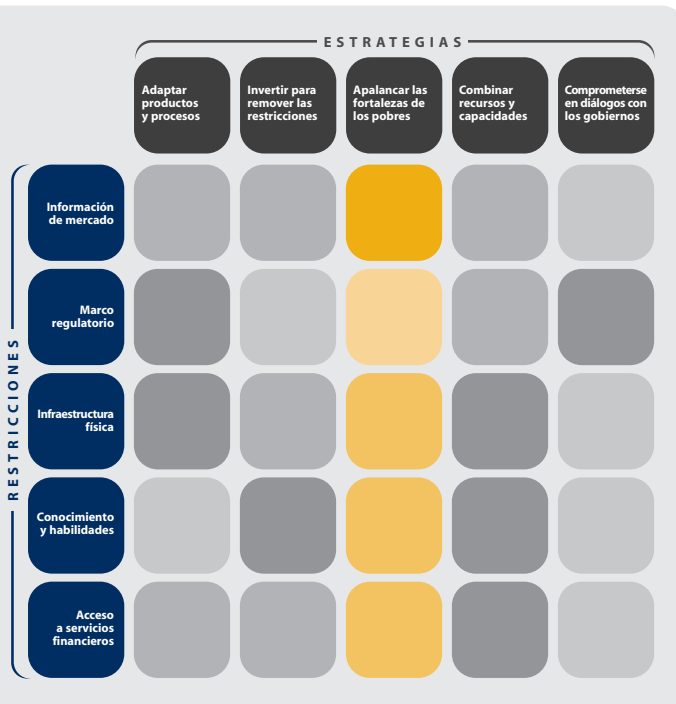 ESTRATEGIAS
Adaptar
productos
y procesos
Invertir para
remover las
restricciones
Apalancar las
fortalezas de
los pobres
Combinar
recursos y
capacidades
Comprometerse
en diálogos con
los gobiernos
RESTRICCIONES
Información
de mercado
Marco
regulatorio
Infraestructura
física
Conocimiento
y habilidades
Acceso
a servicios
financieros